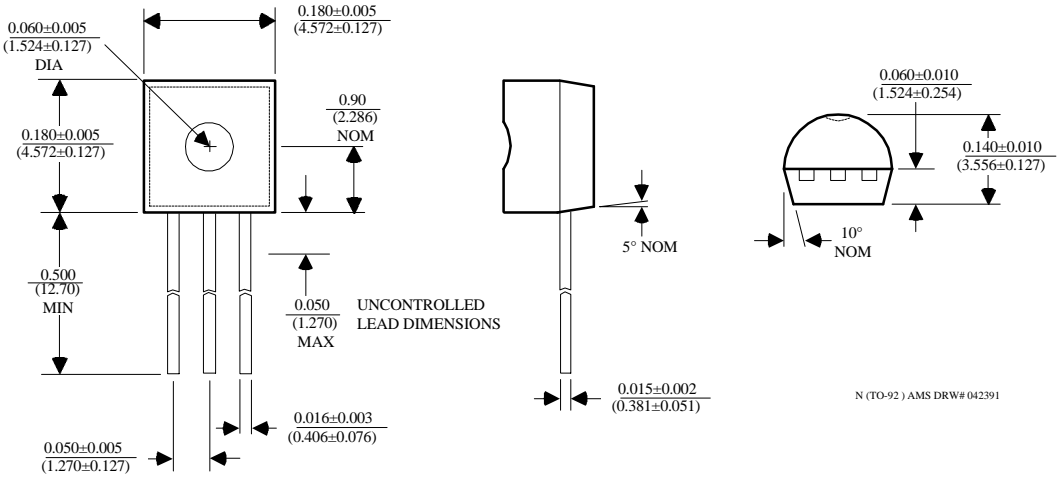 0.060±0.005
(1.524±0.127)
DIA
0.180±0.005
(4.572±0.127)
0.180±0.005
(4.572±0.127)
0.90
(2.286)
NOM
0.500
(12.70)
MIN
0.050
(1.270)
MAX
UNCONTROLLED
LEAD DIMENSIONS
0.016±0.003
(0.406±0.076)
0.050±0.005
(1.270±0.127)
5° NOM
0.015±0.002
(0.381±0.051)
0.060±0.010
(1.524±0.254)
0.140±0.010
(3.556±0.127)
10°
NOM
N (TO-92 ) AMS DRW# 042391